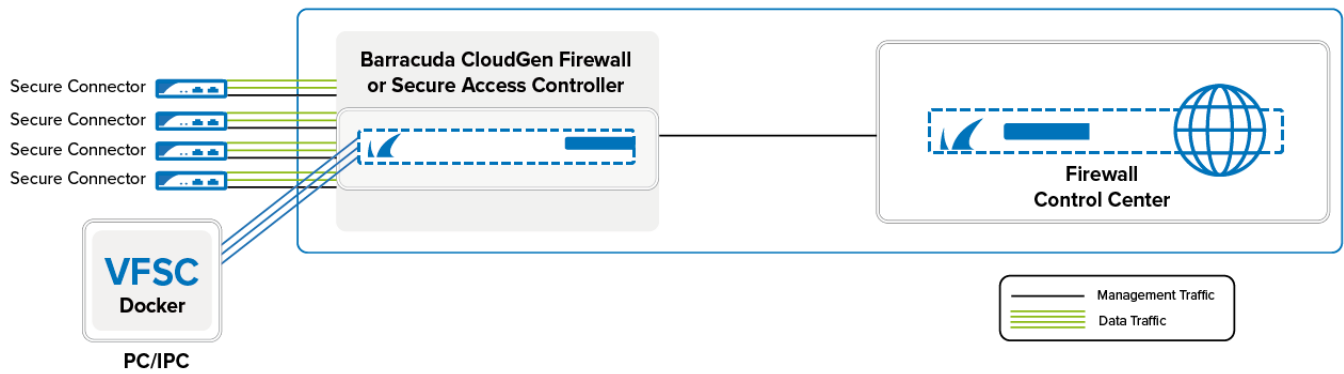 Barracuda CloudGen Firewall
or Secure Access Controller
Secure Connector
Secure Connector
Secure Connector
Secure Connector
Firewall
Control Center
VFSC
Docker
PC/IPC
Management Traffic
Data Traffic